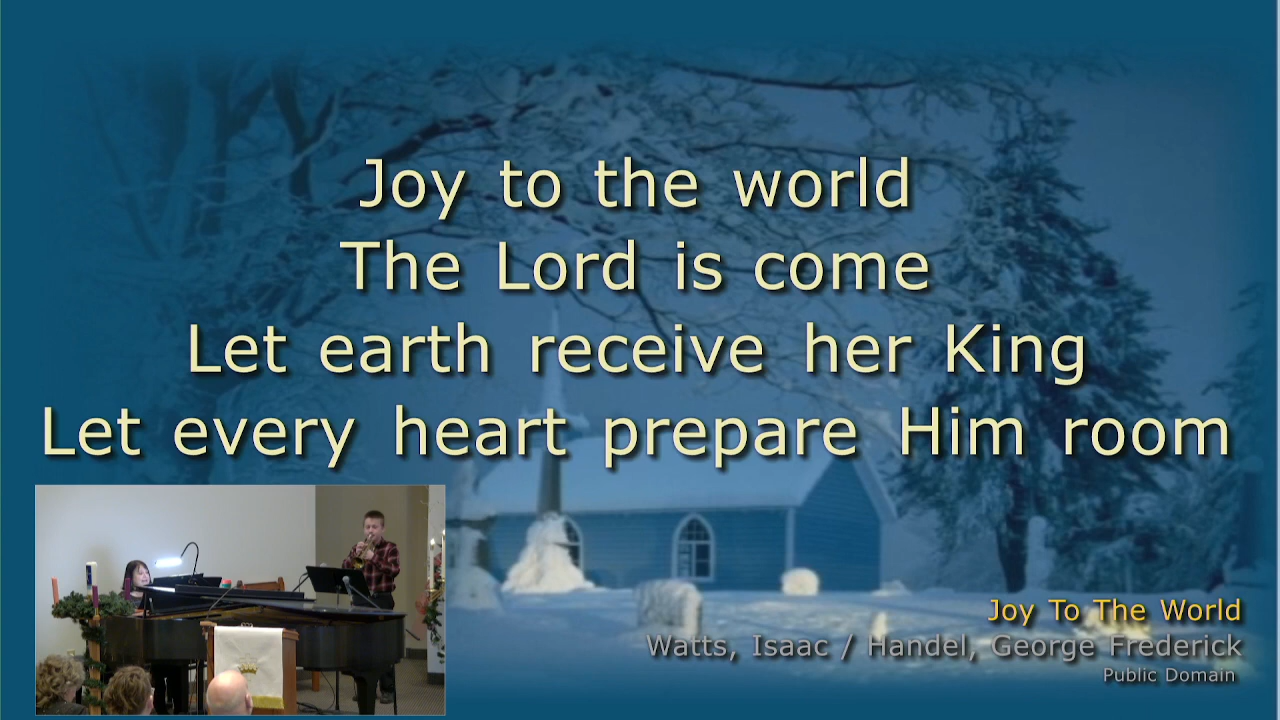 Joy to the world
The Lord is come
Let earth receive her King
Let every heart prepare Him room
Joy To The World
Watts, Isaac / Handel, George Frederick
Public Domain